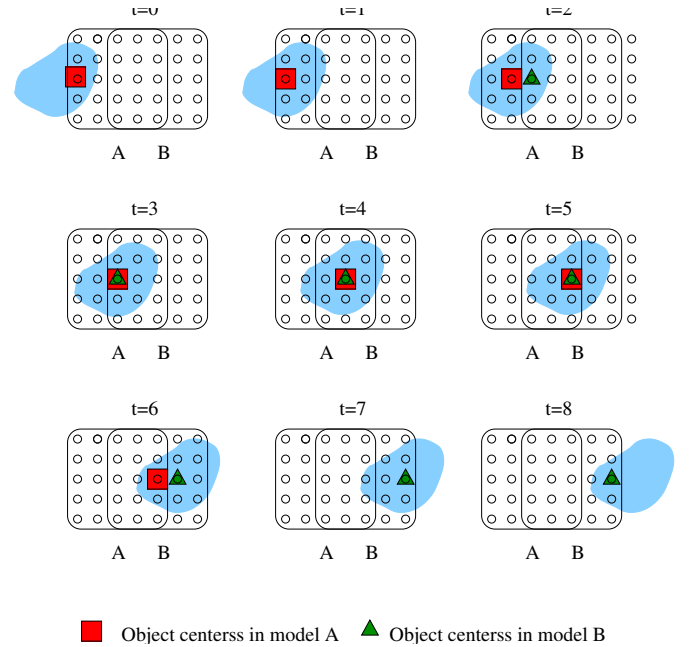 t=0 t=1 t=2
A B A B A B
t=3 t=4 t=5
A B A B A B
t=6 t=7 t=8
A B A B A B
Object centerss in model A Object centerss in model B